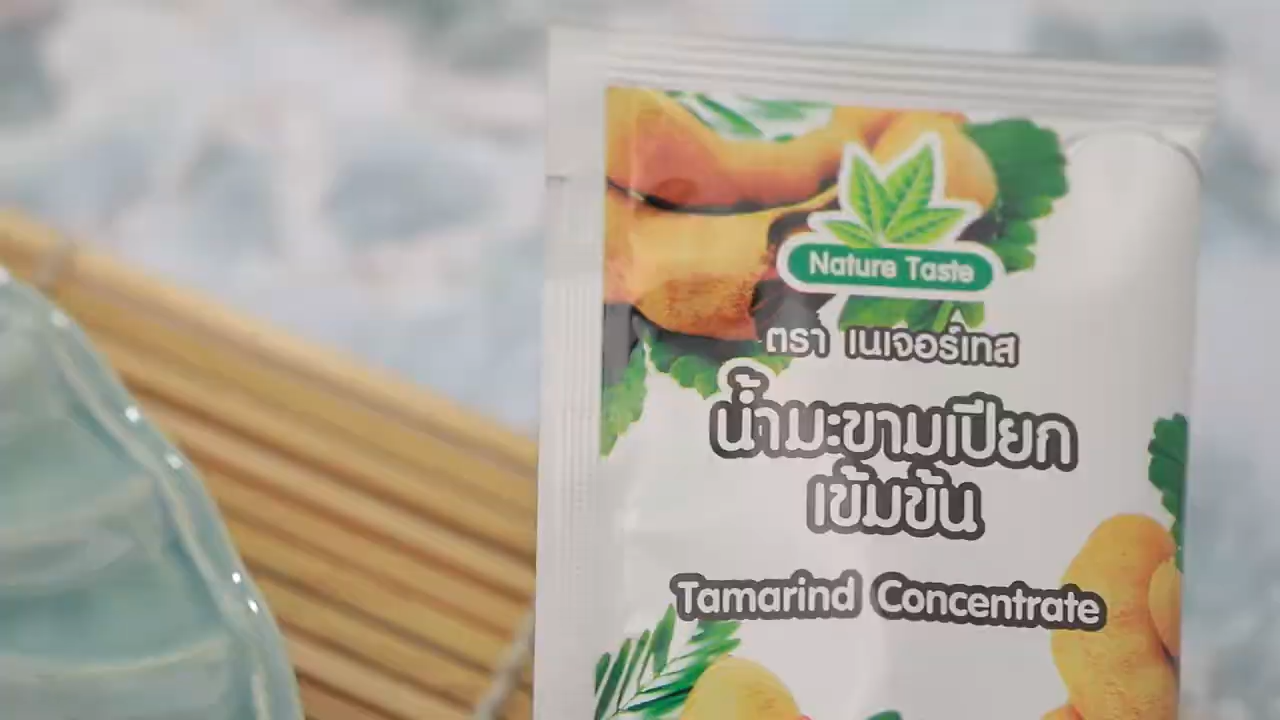 Nature Taste
ตรา เนเจอร์เทส
น้ำมะขามเปียก
เข้มข้น
Tamarind Concentrate